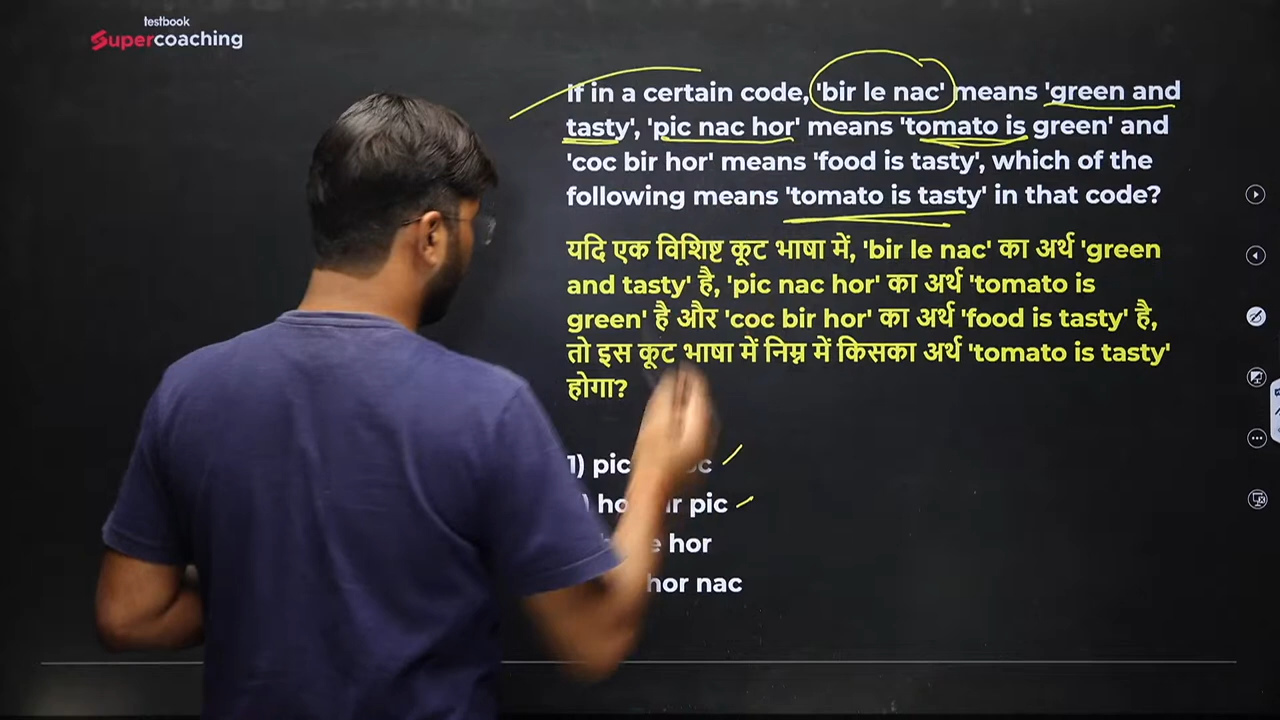 testbook
Supercoaching
If in a certain code, 'bir le nac' means 'green and
tasty', 'pic nac hor' means 'tomato is green' and
'coc bir hor' means 'food is tasty', which of the
following means 'tomato is tasty' in that code?
यदि एक विशिष्ट कूट भाषा में, 'bir le nac' का अर्थ 'green
and tasty' है, 'pic nac hor' का अर्थ 'tomato is
green' है और 'coc bir hor' का अर्थ 'food is tasty' है,
तो इस कूट भाषा में निम्न में किसका अर्थ 'tomato is tasty'
होगा?
1) pic
pic
hor
hor nac